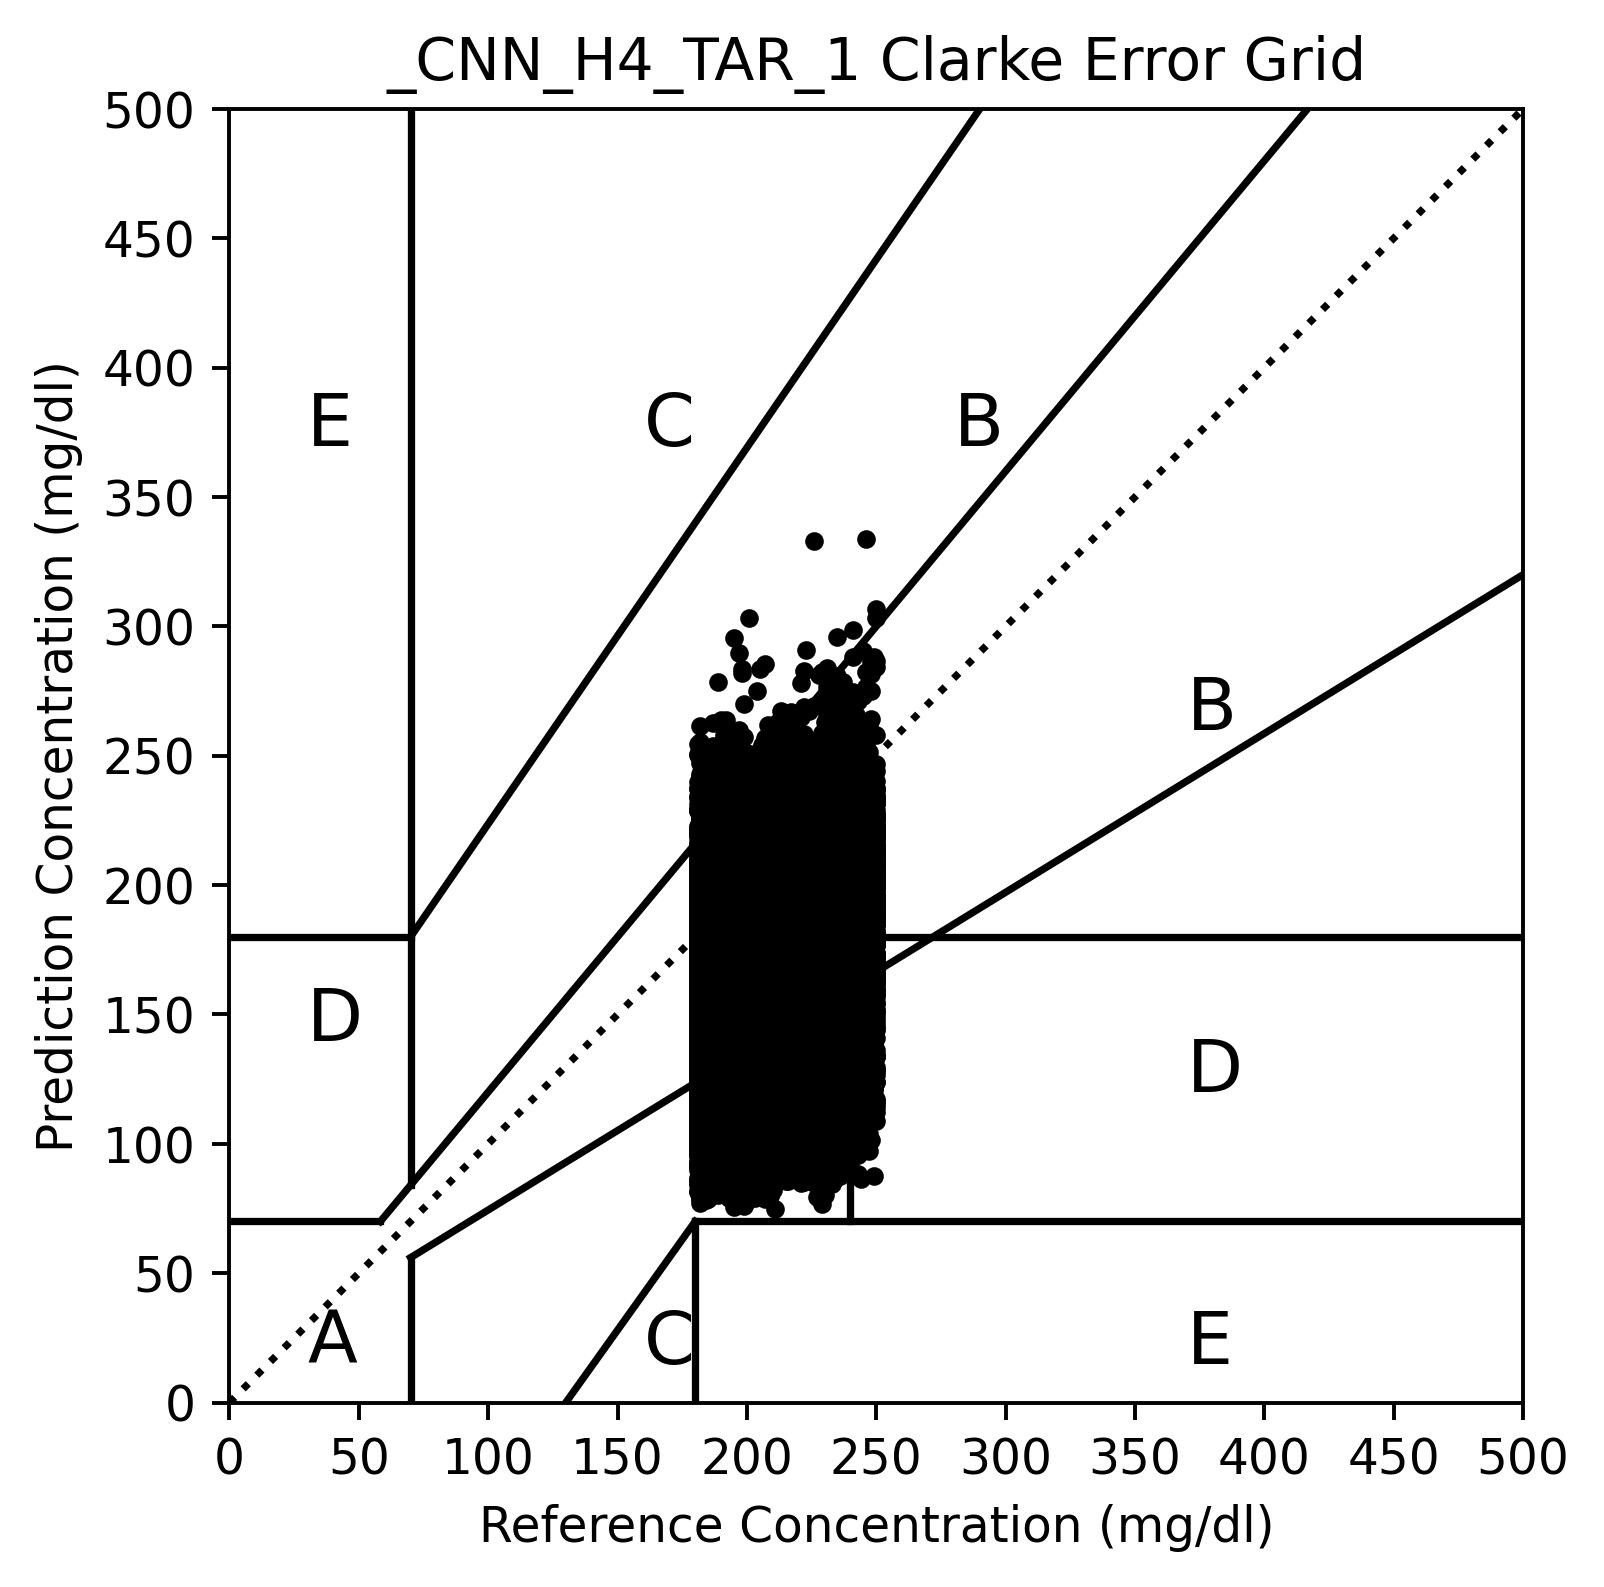 _CNN_H4_TAR_1 Clarke Error Grid
500
450
400
350
300
250
200
150
100
50
0
Prediction Concentration (mg/dl)
E
C
B
B
D
D
A
C
E
0 50 100 150 200 250 300 350 400 450 500
Reference Concentration (mg/dl)